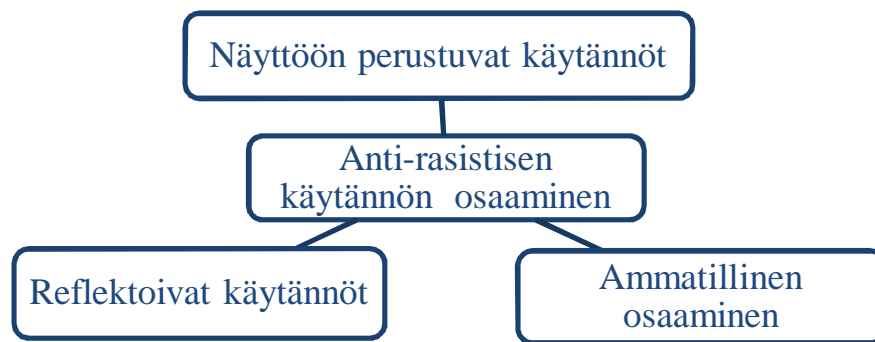 Näyttöön perustuvat käytännöt
Anti-rasistisen
käytännön osaaminen
Reflektoivat käytännöt
Ammatillinen
osaaminen